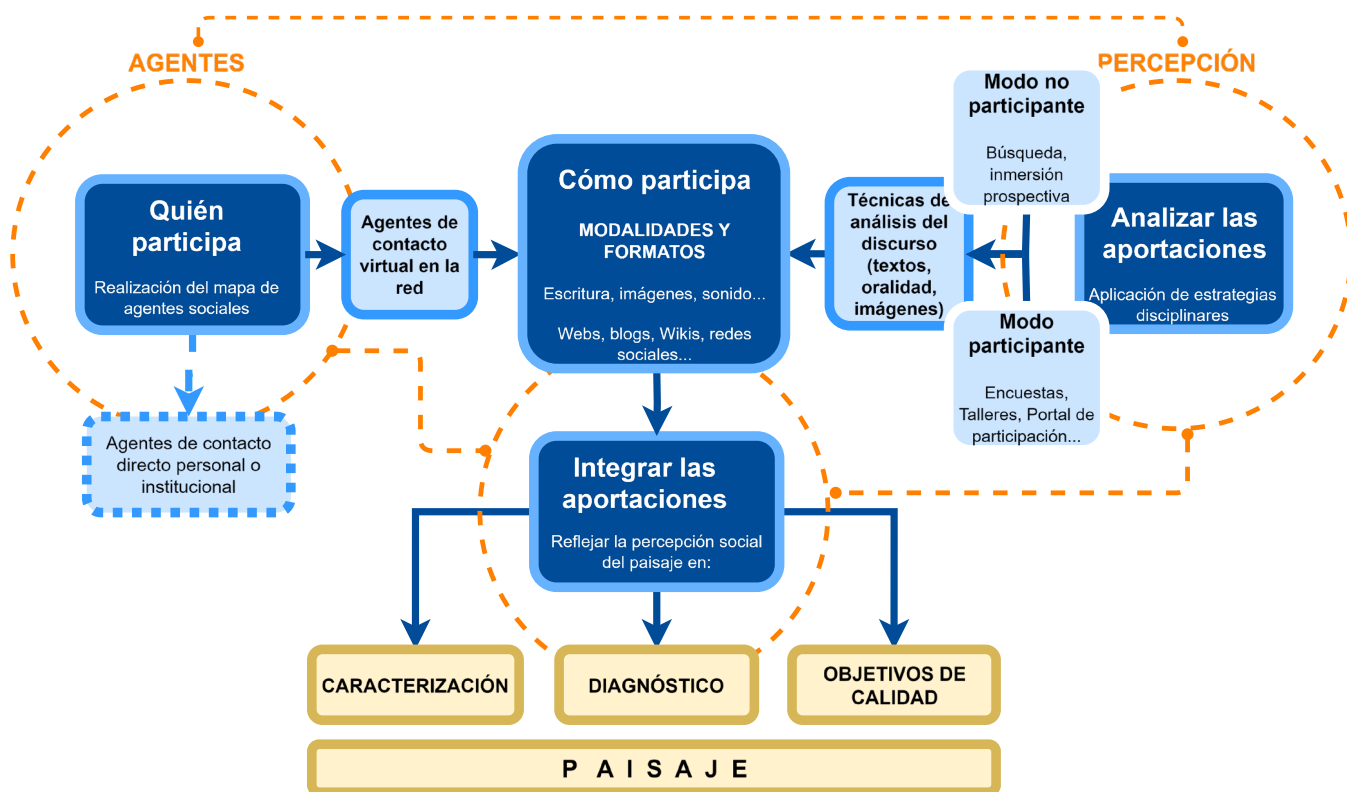 AGENTES
PERCEPCIÓN
Quién
participa
Realización del mapa de
agentes sociales
Agentes de contacto
directo personal o
institucional
Agentes de
contacto
virtual en la
red
Cómo participa
MODALIDADES Y
FORMATOS
Escritura, imágenes, sonido...
Webs, blogs, Wikis, redes
sociales...
Técnicas de
análisis del
discurso
(textos,
oralidad,
imágenes)
Modo no
participante
Búsqueda,
inmersión
prospectiva
Modo
participante
Encuestas,
Talleres, Portal de
participación...
Analizar las
aportaciones
Aplicación de estrategias
disciplinares
Integrar las
aportaciones
Reflejar la percepción social
del paisaje en:
CARACTERIZACIÓN
DIAGNÓSTICO
OBJETIVOS DE
CALIDAD
P A I S A J E